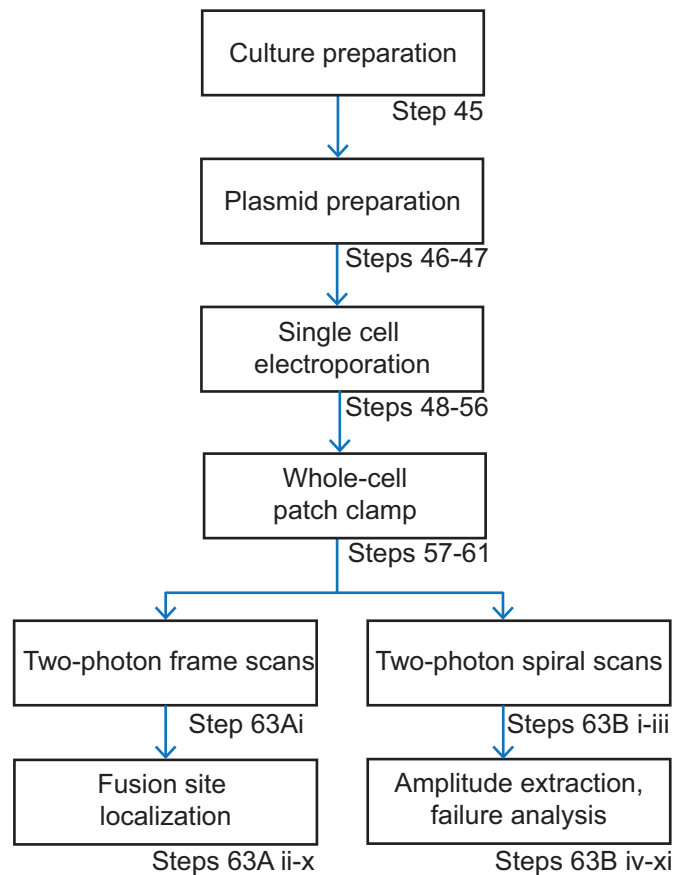 Culture preparation
Step 45
Plasmid preparation
Steps 46-47
Single cell
electroporation
Steps 48-56
Whole-cell
patch clamp
Steps 57-61
Two-photon frame scans
Step 63Ai
Fusion site
localization
Steps 63A ii-x
Two-photon spiral scans
Steps 63B i-iii
Amplitude extraction,
failure analysis
Steps 63B iv-xi